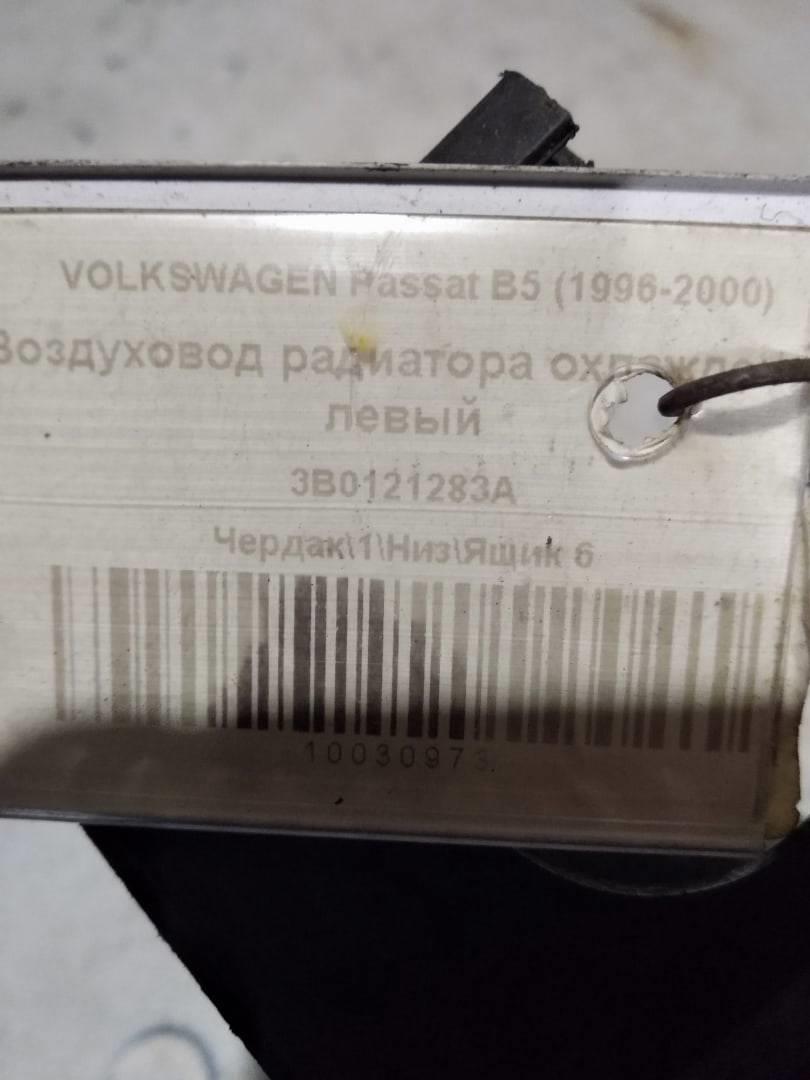 VOLKSWAGEN Passat B5 (1996-2000)
Воздуховод радиатора
левый
3B0121283A
Чердак\1\Низ\Ящик 6
10030973